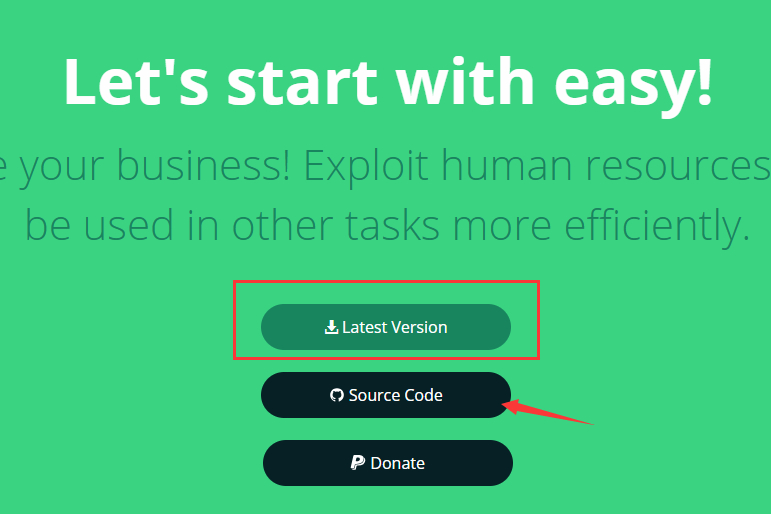 Let's start with easy!
your business! Exploit human resources
be used in other tasks more efficiently.
Latest Version
Source Code
Donate